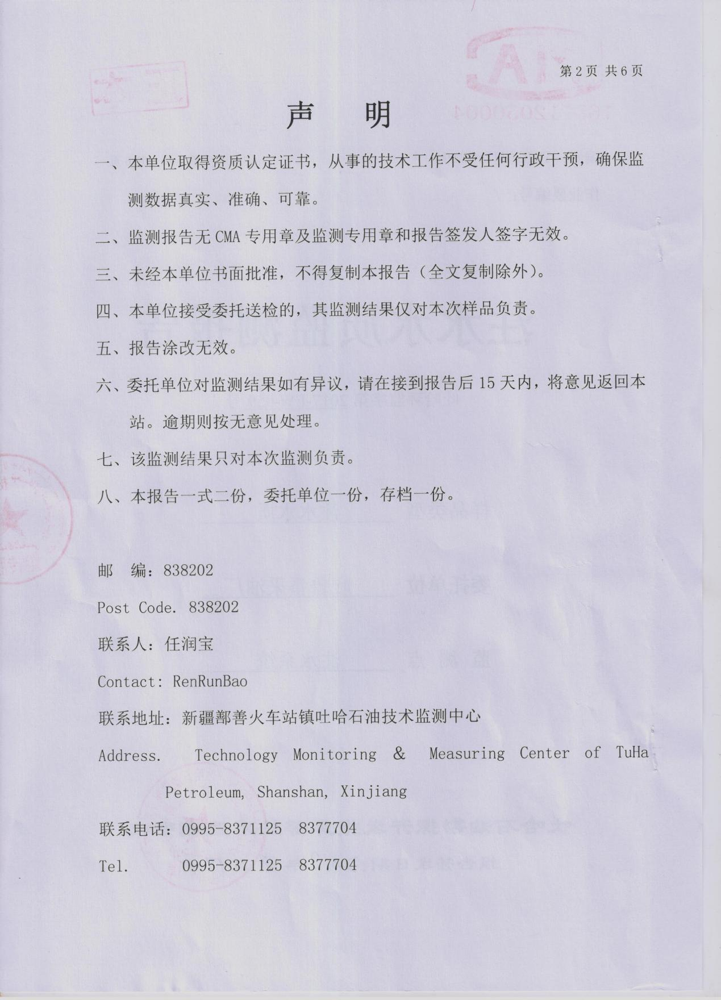 第2页 共6页
声 明
一、本单位取得资质认定证书，从事的技术工作不受任何行政干预，确保监
测数据真实、准确、可靠。
二、监测报告无CMA专用章及监测专用章和报告签发人签字无效。
三、未经本单位书面批准，不得复制本报告（全文复制除外）。
四、本单位接受委托送检的，其监测结果仅对本次样品负责。
五、报告涂改无效。
六、委托单位对监测结果如有异议，请在接到报告后15天内，将意见返回本
站。逾期则按无意见处理。
七、该监测结果只对本次监测负责。
八、本报告一式二份，委托单位一份，存档一份。
邮 编：838202
Post Code. 838202
联系人：任润宝
Contact: RenRunBao
联系地址：新疆鄯善火车站镇吐哈石油技术监测中心
Address. Technology Monitoring & Measuring Center of TuHa
Petroleum, Shanshan, Xinjiang
联系电话：0995-8371125 8377704
Tel. 0995-8371125 8377704